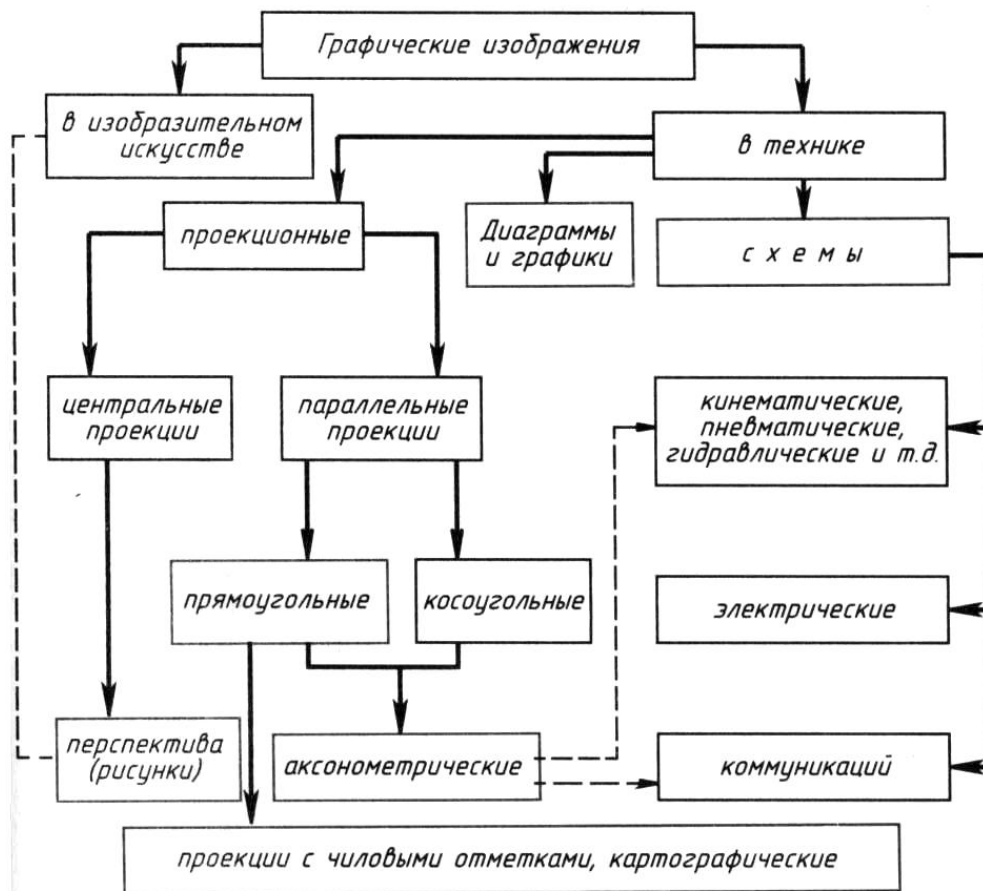 Графические изображения
в изобразительном
искусстве
в технике
проекционные
Диаграммы
и графики
схемы
центральные
проекции
параллельные
проекции
кинематические,
пневматические,
гидравлические и т.д.
прямоугольные
косоугольные
электрические
перспектива
(рисунки)
аксонометрические
коммуникаций
проекции с чиловыми отметками, картографические